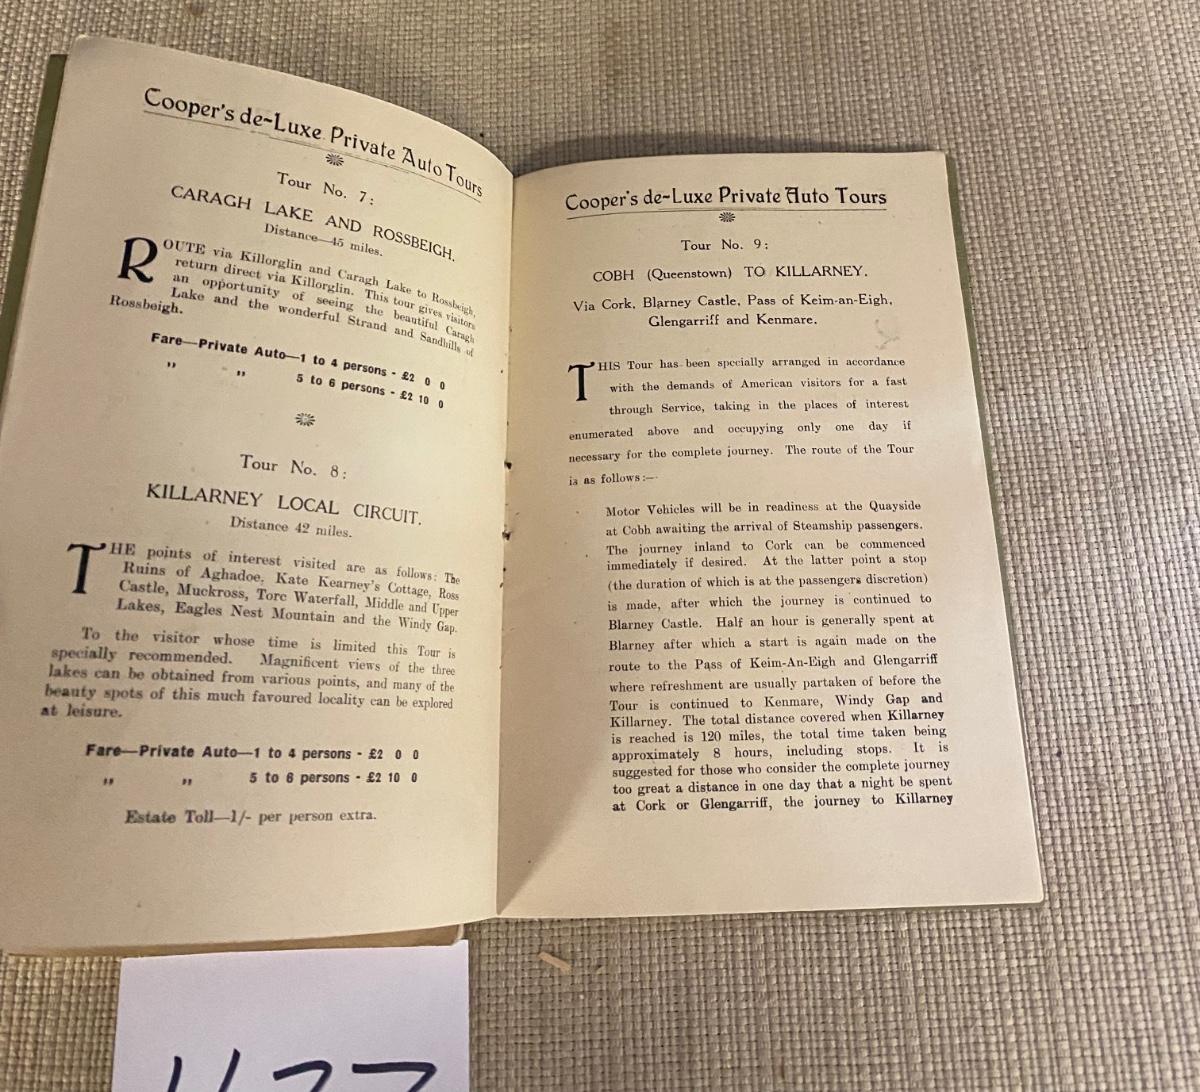 Cooper's de-Luxe Private Auto Tours
Tour No. 7:
CARAGH LAKE AND ROSSBEIGH.
Distance—45 miles.
ROUTE via Killorglin and Caragh Lake to Rossbeigh,
return direct via Killorglin. This tour gives visitors
an opportunity of seeing the beautiful Caragh
Lake and the wonderful Strand and Sandhills of
Rossbeigh.
Fare—Private Auto—1 to 4 persons - £2 0 0
" " 5 to 6 persons - £2 10 0
Tour No. 8:
KILLARNEY LOCAL CIRCUIT.
Distance 42 miles.
THE points of interest visited are as follows: The
Ruins of Aghadoe, Kate Kearney's Cottage, Ross
Castle, Muckross, Torc Waterfall, Middle and Upper
Lakes, Eagles Nest Mountain and the Windy Gap.
To the visitor whose time is limited this Tour is
specially recommended. Magnificent views of the three
lakes can be obtained from various points, and many of the
beauty spots of this much favoured locality can be explored
at leisure.
Fare—Private Auto—1 to 4 persons - £2 0 0
" " 5 to 6 persons - £2 10 0
Estate Toll—1/- per person extra.
Cooper's de-Luxe Private Auto Tours
Tour No. 9:
COBH (Queenstown) TO KILLARNEY.
Via Cork, Blarney Castle, Pass of Keim-an-Eigh,
Glengarriff and Kenmare.
THIS Tour has been specially arranged in accordance
with the demands of American visitors for a fast
through Service, taking in the places of interest
enumerated above and occupying only one day if
necessary for the complete journey. The route of the Tour
is as follows:—
Motor Vehicles will be in readiness at the Quayside
at Cobh awaiting the arrival of Steamship passengers.
The journey inland to Cork can be commenced
immediately if desired. At the latter point a stop
(the duration of which is at the passengers discretion)
is made, after which the journey is continued to
Blarney Castle. Half an hour is generally spent at
Blarney after which a start is again made on the
route to the Pass of Keim-An-Eigh and Glengarriff
where refreshment are usually partaken of before the
Tour is continued to Kenmare, Windy Gap and
Killarney. The total distance covered when Killarney
is reached is 120 miles, the total time taken being
approximately 8 hours, including stops. It is
suggested for those who consider the complete journey
too great a distance in one day that a night be spent
at Cork or Glengarriff, the journey to Killarney